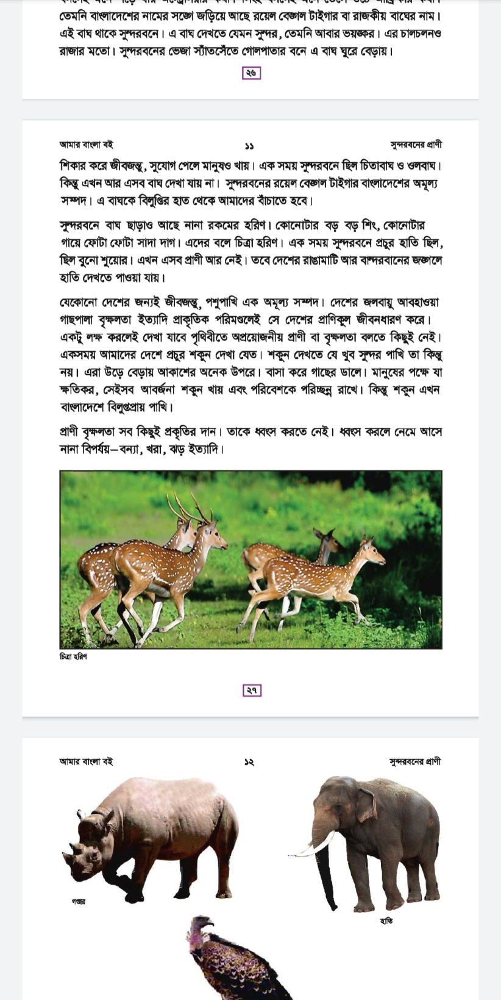 তেমনি বাংলাদেশের নামের সঙ্গে জড়িয়ে আছে রয়েল বেঙ্গল টাইগার বা রাজকীয় বাঘের নাম।
এই বাঘ থাকে সুন্দরবনে। এ বাঘ দেখতে যেমন সুন্দর, তেমনি আবার ভয়ঙ্কর। এর চালচলনও
রাজার মতো। সুন্দরবনের ভেজা স্যাঁতসেঁতে গোলপাতার বনে এ বাঘ ঘুরে বেড়ায়।
২৬
আমার বাংলা বই ১১ সুন্দরবনের প্রাণী
শিকার করে জীবজন্তু, সুযোগ পেলে মানুষও খায়। এক সময় সুন্দরবনে ছিল চিতাবাঘ ও ওলবাঘ।
কিন্তু এখন আর এসব বাঘ দেখা যায় না। সুন্দরবনের রয়েল বেঙ্গল টাইগার বাংলাদেশের অমূল্য
সম্পদ। এ বাঘকে বিলুপ্তির হাত থেকে আমাদের বাঁচাতে হবে।
সুন্দরবনে বাঘ ছাড়াও আছে নানা রকমের হরিণ। কোনোটার বড় বড় শিং, কোনোটার
গায়ে ফোটা ফোটা সাদা দাগ। এদের বলে চিত্রা হরিণ। এক সময় সুন্দরবনে প্রচুর হাতি ছিল,
ছিল বুনো শুয়োর। এখন এসব প্রাণী আর নেই। তবে দেশের রাঙামাটি আর বান্দরবানের জঙ্গলে
হাতি দেখতে পাওয়া যায়।
যেকোনো দেশের জন্যই জীবজন্তু, পশুপাখি এক অমূল্য সম্পদ। দেশের জলবায়ু আবহাওয়া
গাছপালা বৃক্ষলতা ইত্যাদি প্রাকৃতিক পরিমণ্ডলেই সে দেশের প্রাণিকুল জীবনধারণ করে।
একটু লক্ষ করলেই দেখা যাবে পৃথিবীতে অপ্রয়োজনীয় প্রাণী বা বৃক্ষলতা বলতে কিছুই নেই।
একসময় আমাদের দেশে প্রচুর শকুন দেখা যেত। শকুন দেখতে যে খুব সুন্দর পাখি তা কিন্তু
নয়। এরা উড়ে বেড়ায় আকাশের অনেক উপরে। বাসা করে গাছের ডালে। মানুষের পক্ষে যা
ক্ষতিকর, সেইসব আবর্জনা শকুন খায় এবং পরিবেশকে পরিচ্ছন্ন রাখে। কিন্তু শকুন এখন
বাংলাদেশে বিলুপ্তপ্রায় পাখি।
প্রাণী বৃক্ষলতা সব কিছুই প্রকৃতির দান। তাকে ধ্বংস করতে নেই। ধ্বংস করলে নেমে আসে
নানা বিপর্যয়—বন্যা, খরা, ঝড় ইত্যাদি।
চিত্রা হরিণ
২৭
আমার বাংলা বই ১২ সুন্দরবনের প্রাণী
গণ্ডার
হাতি